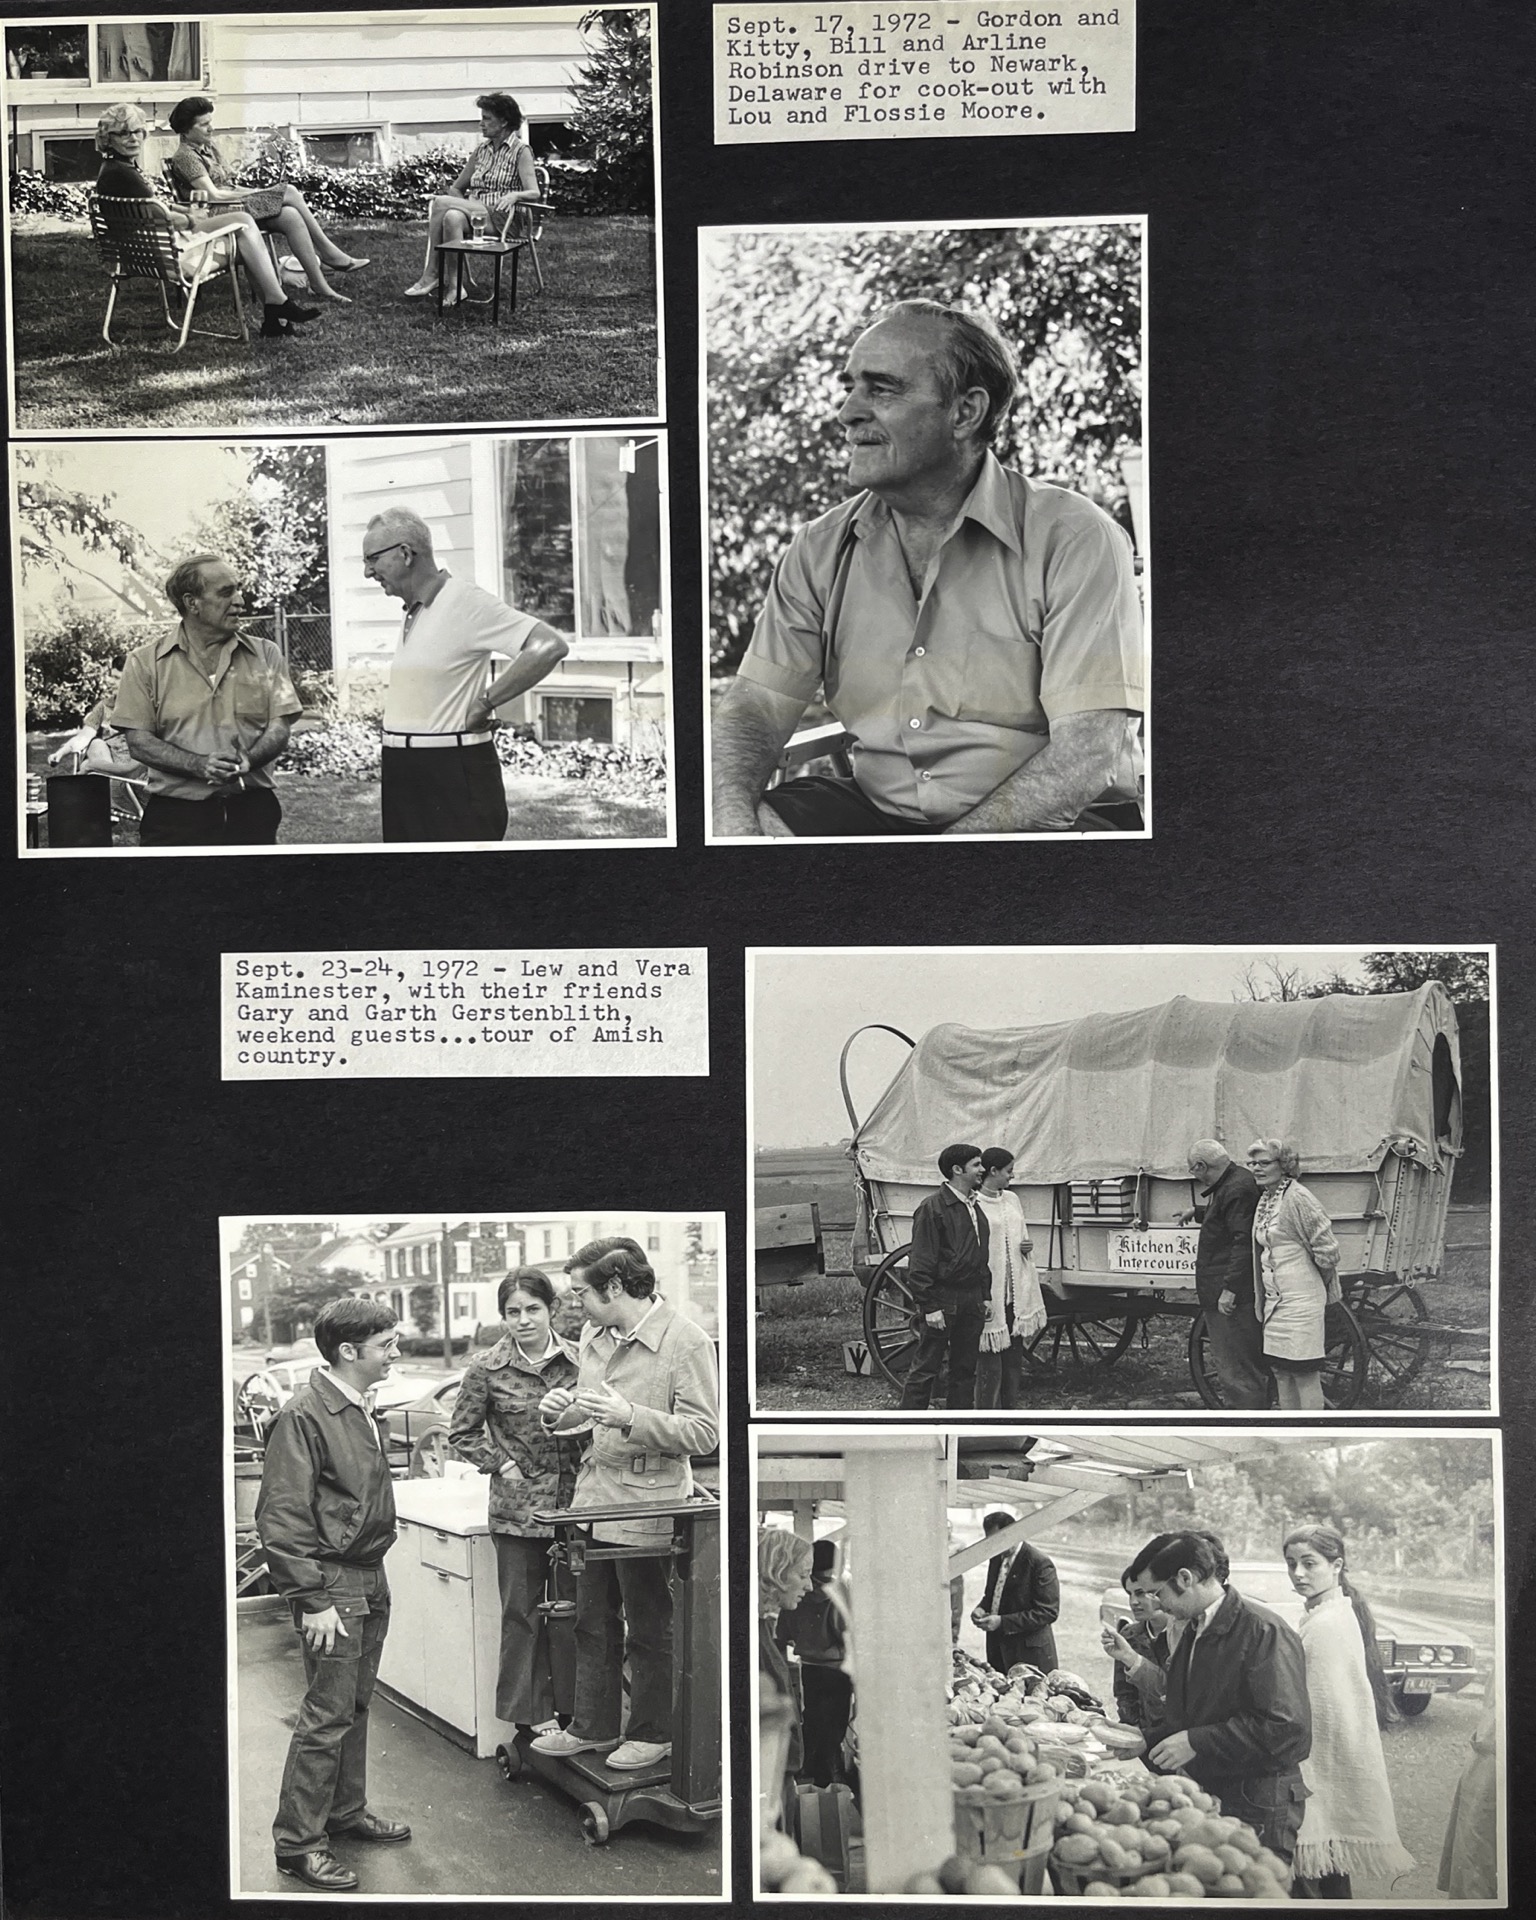 Sept. 17, 1972 - Gordon and
Kitty, Bill and Arline
Robinson drive to Newark,
Delaware for cook-out with
Lou and Flossie Moore.
Sept. 23-24, 1972 - Lew and Vera
Kaminester, with their friends
Gary and Garth Gerstenblith,
weekend guests...tour of Amish
country.
Kitchen Ke
Intercourse